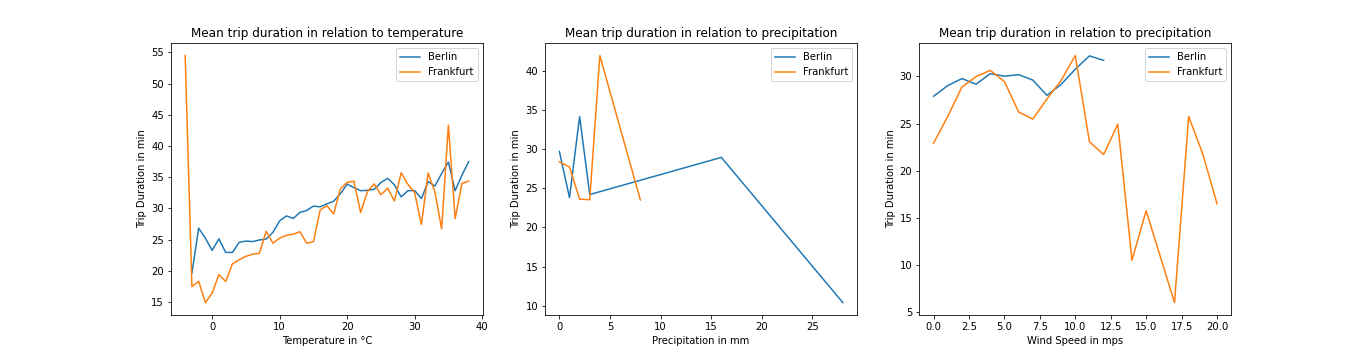 Mean trip duration in relation to temperature
55
50
45
40
35
30
25
20
15
Trip Duration in min
0
10
20
30
40
Temperature in °C
Berlin
Frankfurt
Mean trip duration in relation to precipitation
40
35
30
25
20
15
10
Trip Duration in min
0
5
10
15
20
25
Precipitation in mm
Berlin
Frankfurt
Mean trip duration in relation to precipitation
30
25
20
15
10
5
Trip Duration in min
0.0
2.5
5.0
7.5
10.0
12.5
15.0
17.5
20.0
Wind Speed in mps
Berlin
Frankfurt